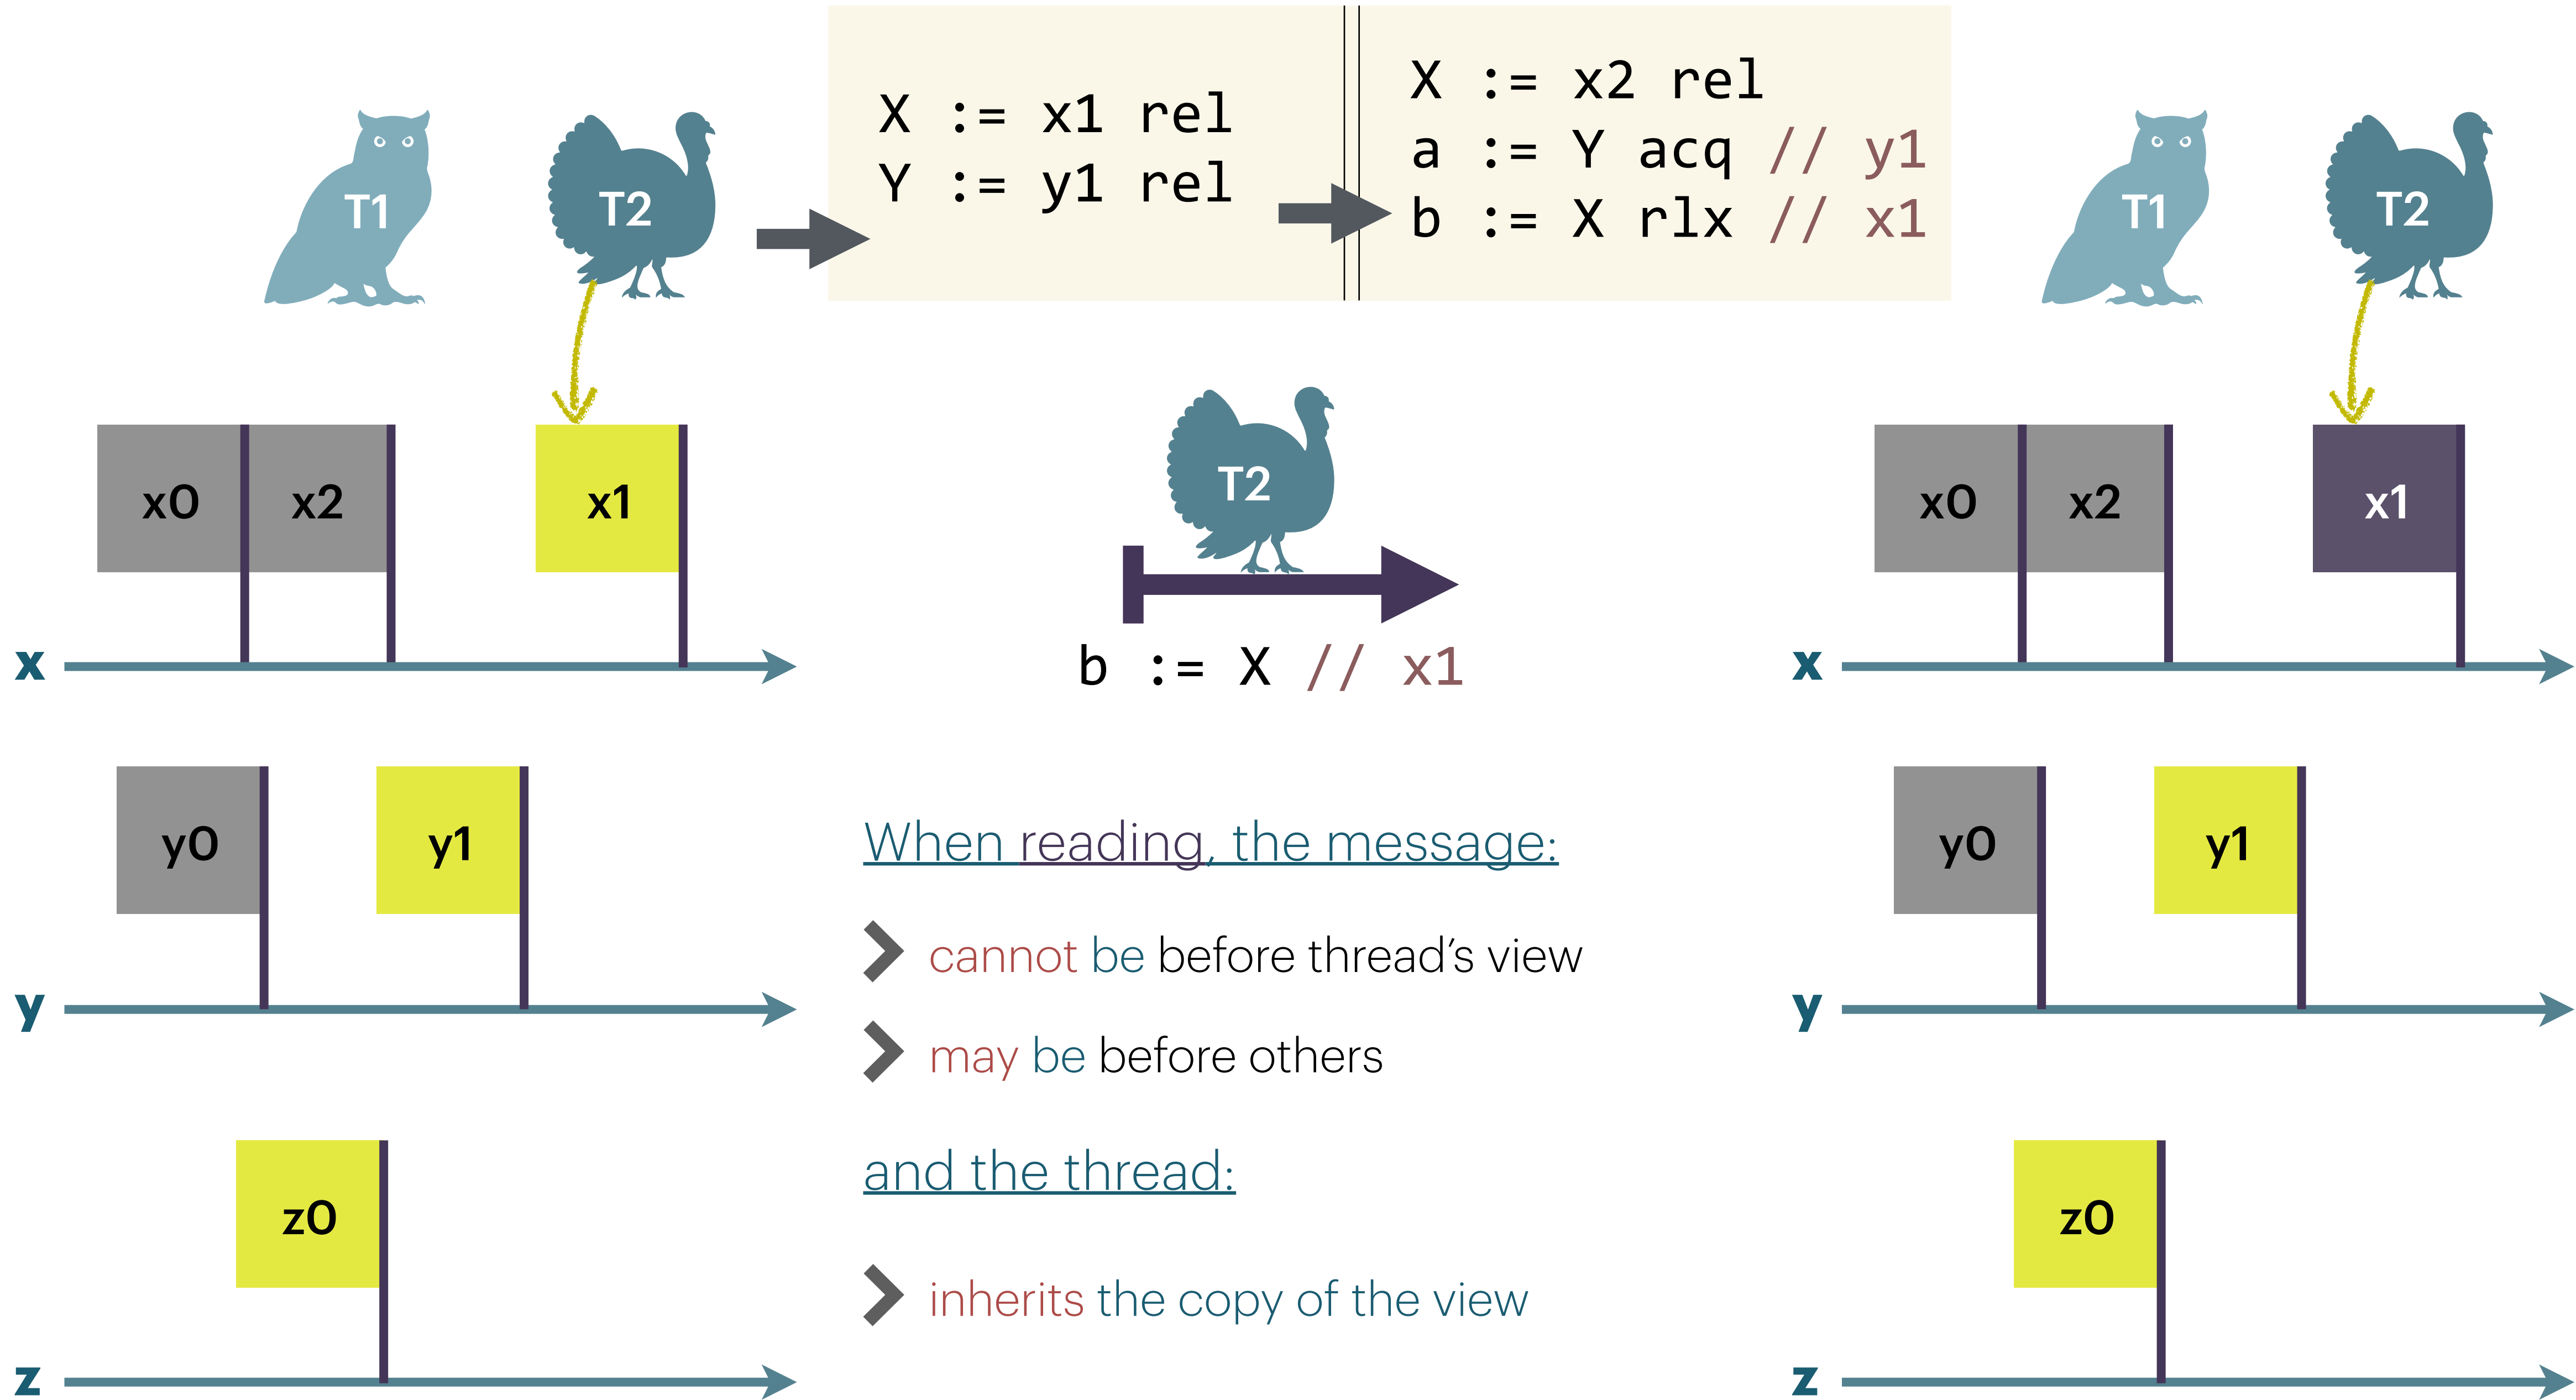 T1
T2
X := x1 rel
Y := y1 rel
X := x2 rel
a := Y acq // y1
b := X rlx // x1
T1
T2
x0
x2
x1
x
T2
b := X // x1
x0
x2
x1
x
y0
y1
y
When reading, the message:
cannot be before thread’s view
may be before others
y0
y1
y
z0
z
and the thread:
inherits the copy of the view
z0
z